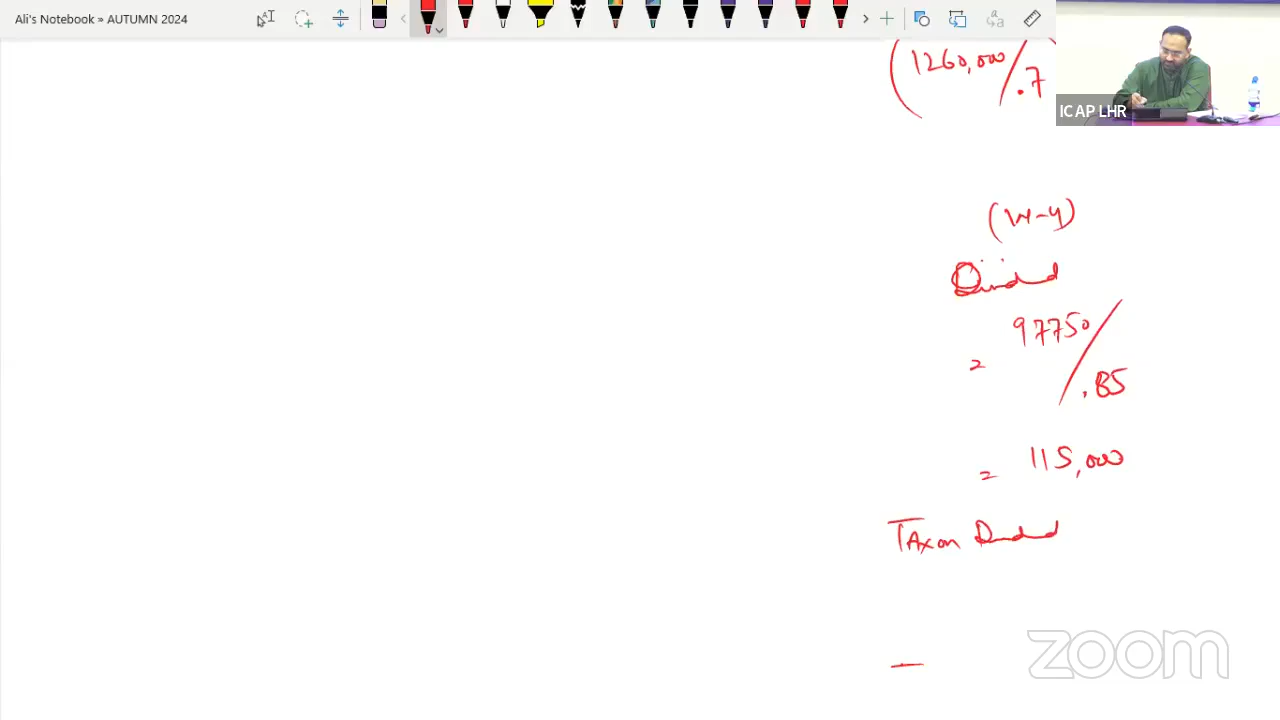 Ali's Notebook » AUTUMN 2024
(1260,000/.7
ICAP LHR
(W-4)
Dividend
= 97750/.85
= 115,000
TAx on Dividend
zoom